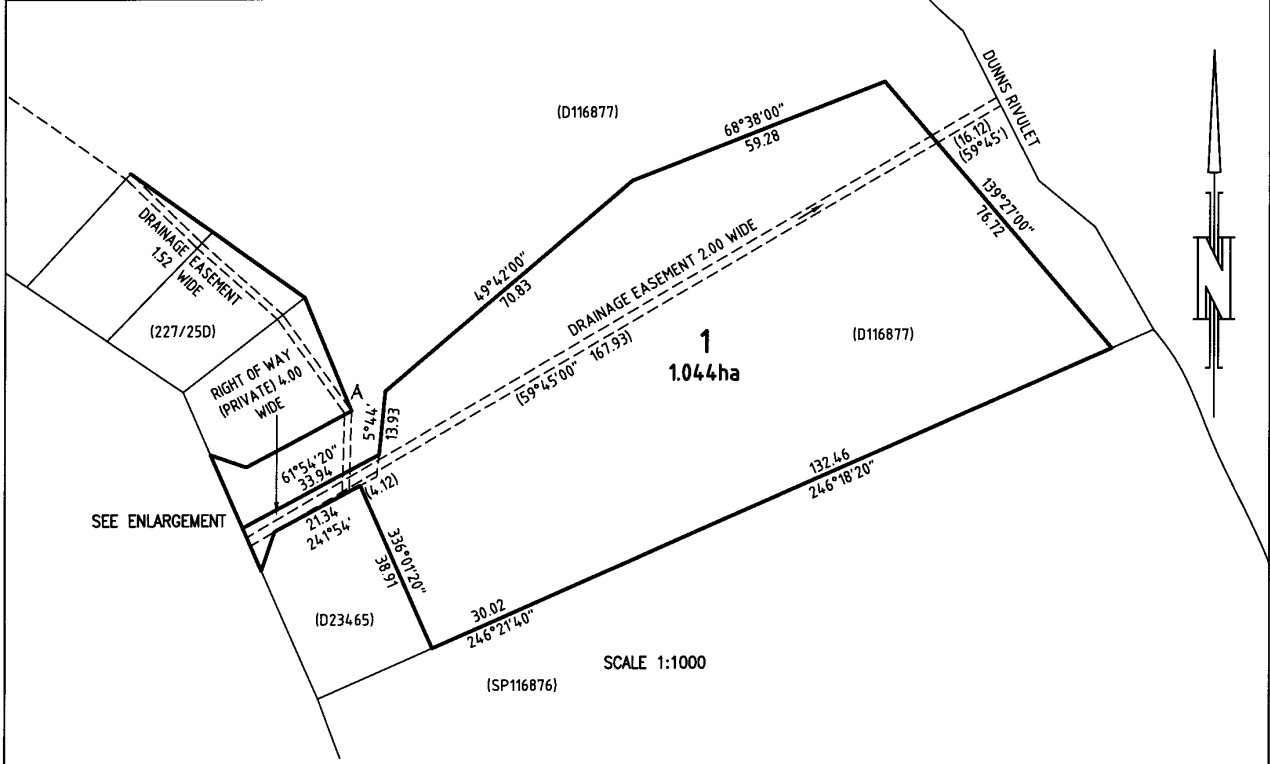 DUNNS RIVULET
(D116877)
68°38'00"
59.28
(16.12)
(59°45')
139°27'00"
76.72
N
DRAINAGE EASEMENT
1.52 WIDE
49°42'00"
70.83
DRAINAGE EASEMENT 2.00 WIDE
(227/25D)
1
1.044ha
(D116877)
(59°45'00" 167.93)
RIGHT OF WAY
(PRIVATE) 4.00
WIDE
A
5°44'
13.93
61°54'20"
33.94
(4.12)
132.46
246°18'20"
SEE ENLARGEMENT
21.34
241°54'
336°01'20"
38.91
(D23465)
30.02
246°21'40"
SCALE 1:1000
(SP116876)